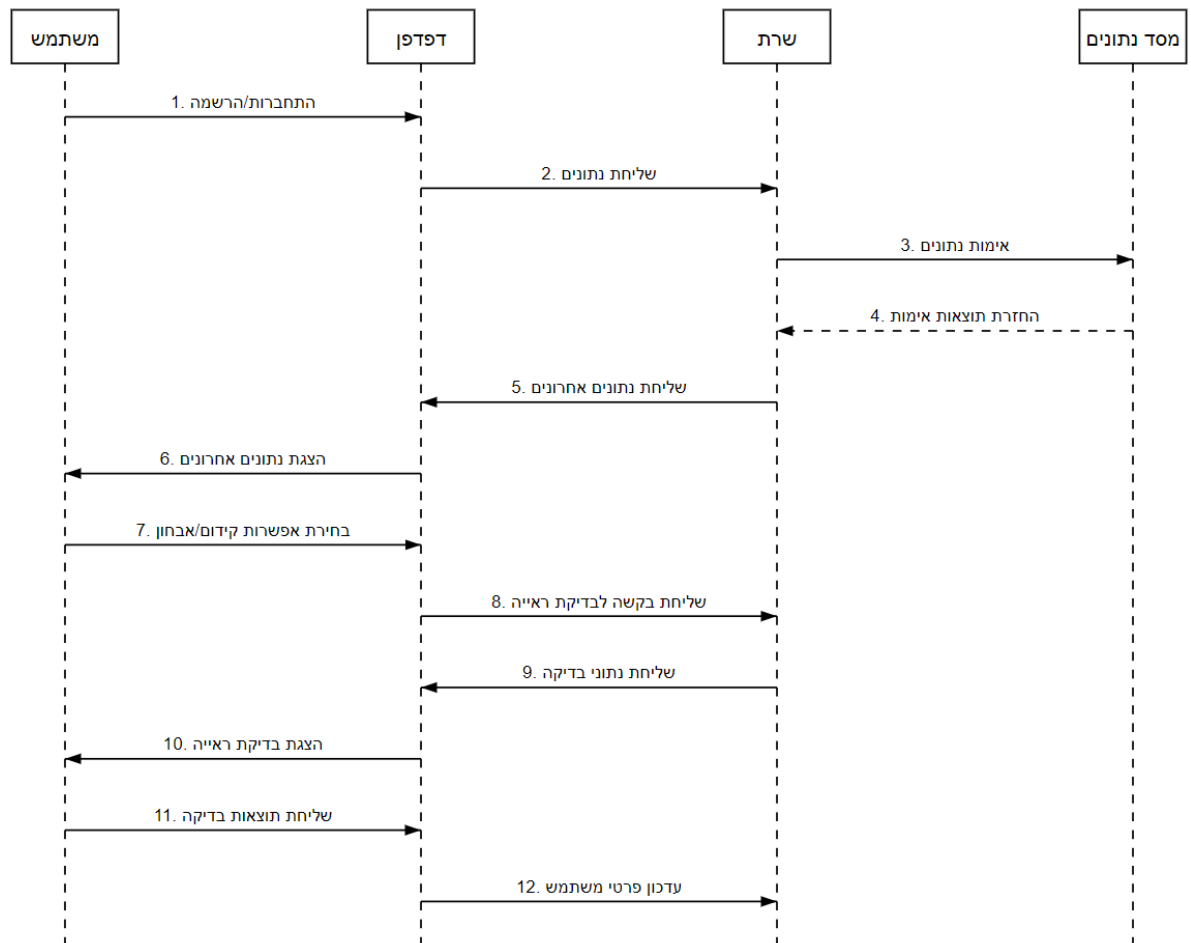 משתמש
דפדפן
שרת
מסד נתונים
1. התחברות/הרשמה
2. שליחת נתונים
3. אימות נתונים
4. החזרת תוצאות אימות
5. שליחת נתונים אחרונים
6. הצגת נתונים אחרונים
7. בחירת אפשרות קידום/אבחון
8. שליחת בקשה לבדיקת ראייה
9. שליחת נתוני בדיקה
10. הצגת בדיקת ראייה
11. שליחת תוצאות בדיקה
12. עדכון פרטי משתמש